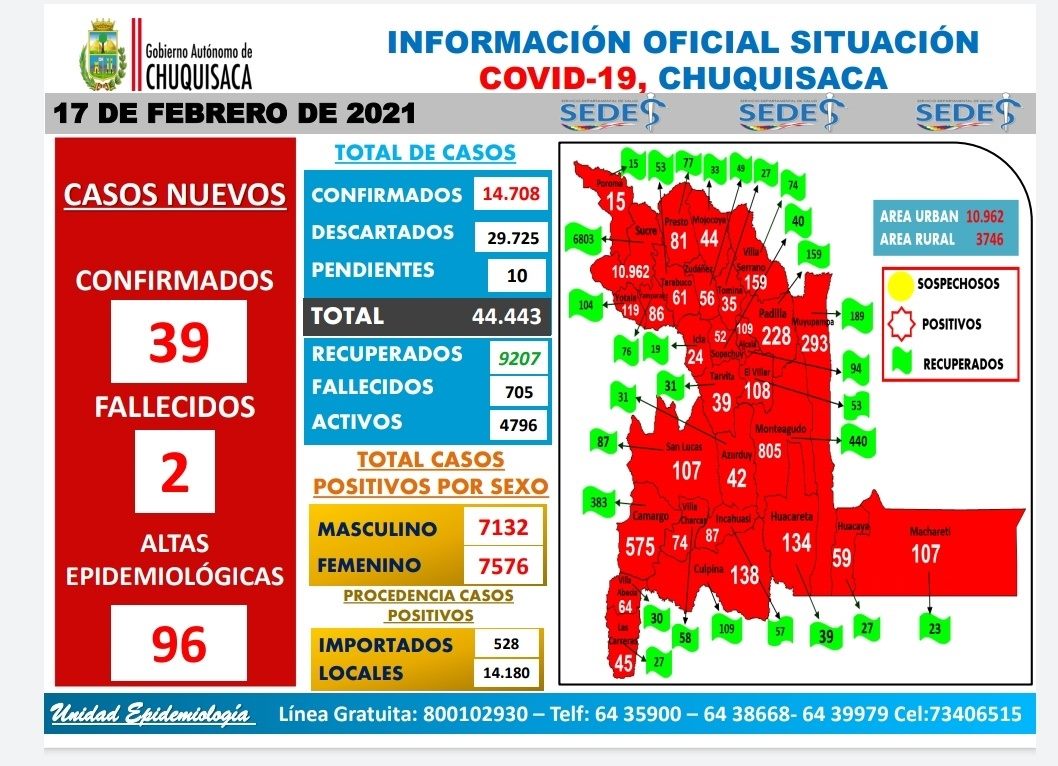 Gobierno Autónomo de
CHUQUISACA
INFORMACIÓN OFICIAL SITUACIÓN
COVID-19, CHUQUISACA
17 DE FEBRERO DE 2021
SEDES SEDES SEDES
CASOS NUEVOS
CONFIRMADOS
39
FALLECIDOS
2
ALTAS
EPIDEMIOLÓGICAS
96
TOTAL DE CASOS
CONFIRMADOS 14.708
DESCARTADOS 29.725
PENDIENTES 10
TOTAL 44.443
RECUPERADOS 9207
FALLECIDOS 705
ACTIVOS 4796
TOTAL CASOS
POSITIVOS POR SEXO
MASCULINO 7132
FEMENINO 7576
PROCEDENCIA CASOS
POSITIVOS
IMPORTADOS 528
LOCALES 14.180
15 53 77 33 49 27 74
40
159
6803
104
76 19
31
31
87
383
189
94
53
440
30
58
109
57
39
27
23
27
Poroma
15
Sucre
10.962
Presto
81
Mojocoya
44
Villa
Serrano
159
Zudáñez
56
Tarabuco
61
Tomina
35
Yotala
119
86
Padilla
228
Muyupampa
293
Icla
24
52
Sopachuy
109
Alcalá
El Villar
108
Tarvita
39
Monteagudo
805
San Lucas
107
Azurduy
42
Camargo
575
Villa
Charcas
74
Incahuasi
87
Huacareta
134
Huacaya
59
Machareti
107
Culpina 138
Villa
Abecia
64
Las
Carreras
45
AREA URBAN 10.962
AREA RURAL 3746
SOSPECHOSOS
POSITIVOS
RECUPERADOS
Unidad Epidemiología Línea Gratuita: 800102930 – Telf: 64 35900 – 64 38668- 64 39979 Cel:73406515